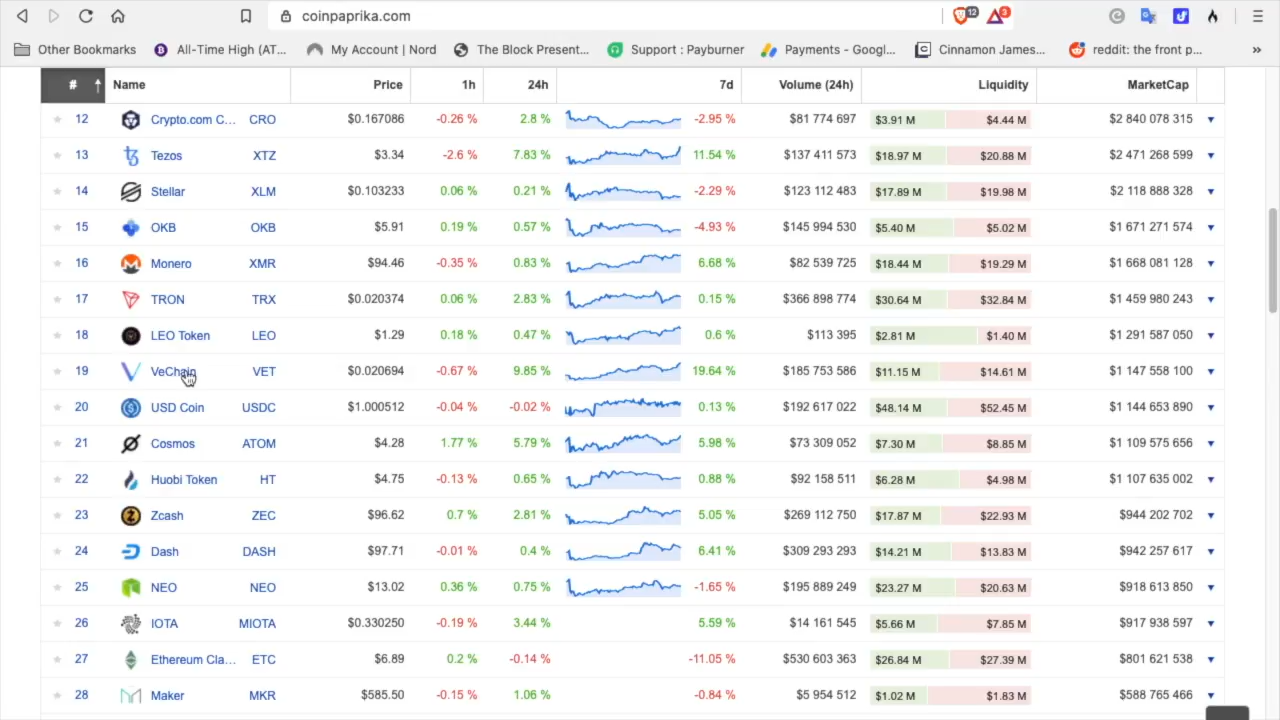 coinpaprika.com 12 3
Other Bookmarks All-Time High (AT... My Account | Nord The Block Present... Support : Payburner Payments - Googl... Cinnamon James... reddit: the front p... »
# Name Price 1h 24h 7d Volume (24h) Liquidity MarketCap
12 Crypto.com C... CRO $0.167086 -0.26 % 2.8 % -2.95 % $81 774 697 $3.91 M $4.44 M $2 840 078 315
13 Tezos XTZ $3.34 -2.6 % 7.83 % 11.54 % $137 411 573 $18.97 M $20.88 M $2 471 268 599
14 Stellar XLM $0.103233 0.06 % 0.21 % -2.29 % $123 112 483 $17.89 M $19.98 M $2 118 888 328
15 OKB OKB $5.91 0.19 % 0.57 % -4.93 % $145 994 530 $5.40 M $5.02 M $1 671 271 574
16 Monero XMR $94.46 -0.35 % 0.83 % 6.68 % $82 539 725 $18.44 M $19.29 M $1 668 081 128
17 TRON TRX $0.020374 0.06 % 2.83 % 0.15 % $366 898 774 $30.64 M $32.84 M $1 459 980 243
18 LEO Token LEO $1.29 0.18 % 0.47 % 0.6 % $113 395 $2.81 M $1.40 M $1 291 587 050
19 VeChain VET $0.020694 -0.67 % 9.85 % 19.64 % $185 753 586 $11.15 M $14.61 M $1 147 558 100
20 USD Coin USDC $1.000512 -0.04 % -0.02 % 0.13 % $192 617 022 $48.14 M $52.45 M $1 144 653 890
21 Cosmos ATOM $4.28 1.77 % 5.79 % 5.98 % $73 309 052 $7.30 M $8.85 M $1 109 575 656
22 Huobi Token HT $4.75 -0.13 % 0.65 % 0.88 % $92 158 511 $6.28 M $4.98 M $1 107 635 002
23 Zcash ZEC $96.62 0.7 % 2.81 % 5.05 % $269 112 750 $17.87 M $22.93 M $944 202 702
24 Dash DASH $97.71 -0.01 % 0.4 % 6.41 % $309 293 293 $14.21 M $13.83 M $942 257 617
25 NEO NEO $13.02 0.36 % 0.75 % -1.65 % $195 889 249 $23.27 M $20.63 M $918 613 850
26 IOTA MIOTA $0.330250 -0.19 % 3.44 % 5.59 % $14 161 545 $5.66 M $7.85 M $917 938 597
27 Ethereum Cla... ETC $6.89 0.2 % -0.14 % -11.05 % $530 603 363 $26.84 M $27.39 M $801 621 538
28 Maker MKR $585.50 -0.15 % 1.06 % -0.84 % $5 954 512 $1.02 M $1.83 M $588 765 466